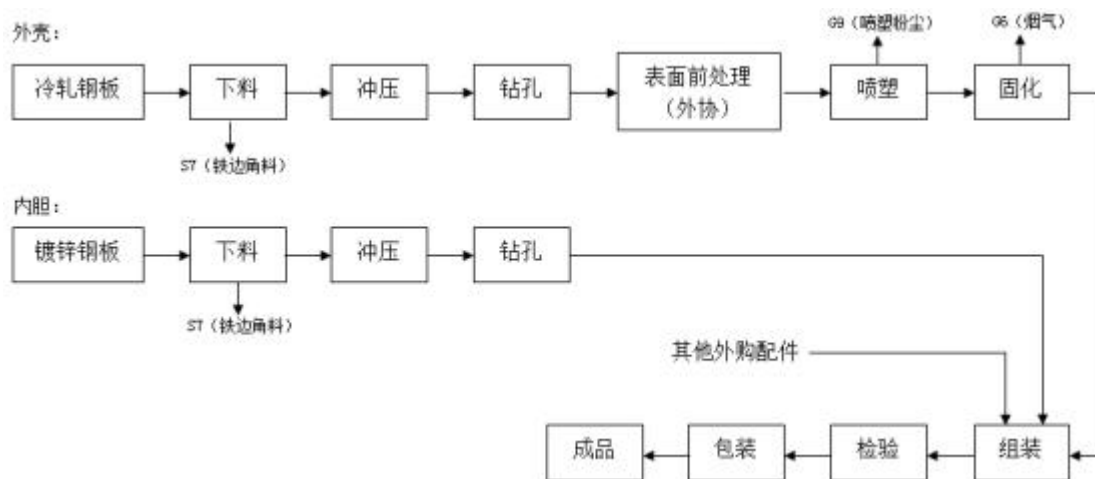 外壳：
G9（喷塑粉尘）
G6（烟气）
冷轧钢板
下料
冲压
钻孔
表面前处理
（外协）
喷塑
固化
S7（铁边角料）
内胆：
镀锌钢板
下料
冲压
钻孔
S7（铁边角料）
其他外购配件
成品
包装
检验
组装